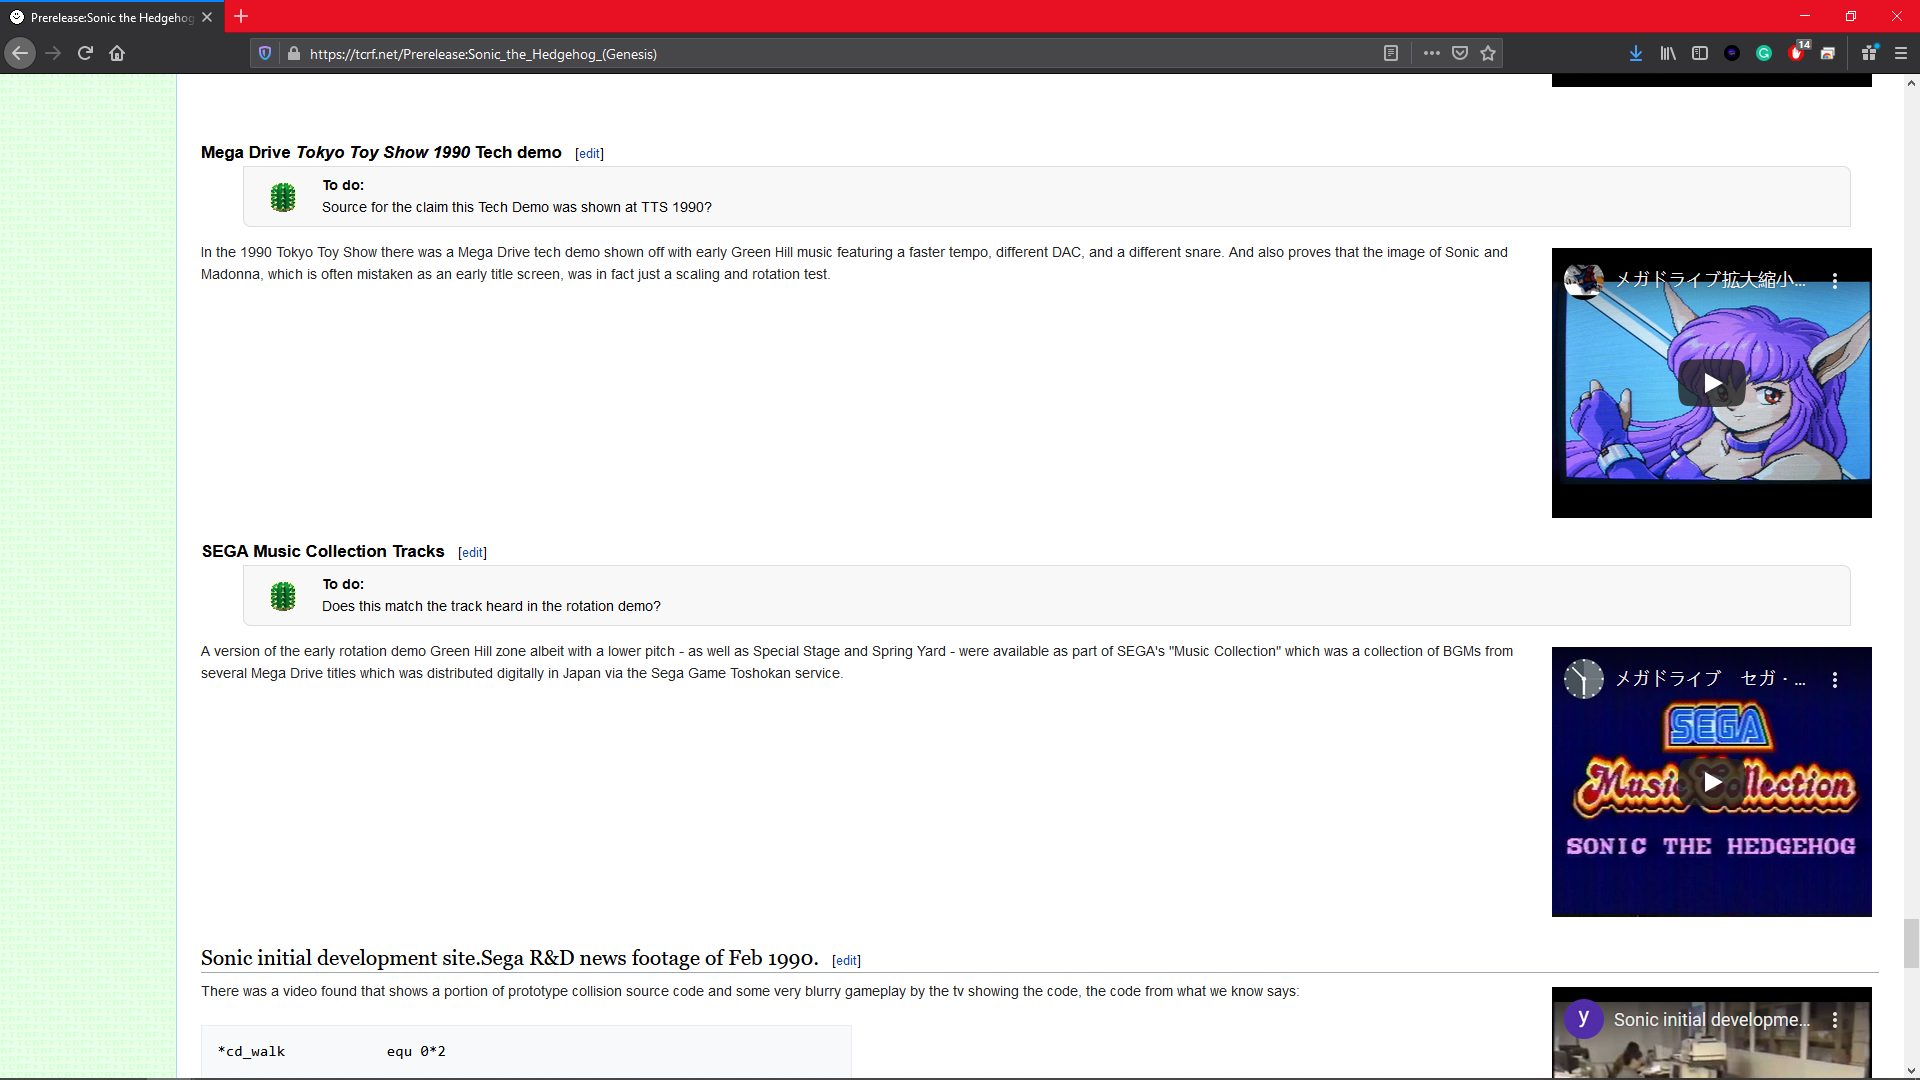 Prerelease:Sonic the Hedgehog
https://tcrf.net/Prerelease:Sonic_the_Hedgehog_(Genesis)
14
Mega Drive Tokyo Toy Show 1990 Tech demo [edit]
To do:
Source for the claim this Tech Demo was shown at TTS 1990?
In the 1990 Tokyo Toy Show there was a Mega Drive tech demo shown off with early Green Hill music featuring a faster tempo, different DAC, and a different snare. And also proves that the image of Sonic and
Madonna, which is often mistaken as an early title screen, was in fact just a scaling and rotation test.
メガドライブ拡大縮小...
SEGA Music Collection Tracks [edit]
To do:
Does this match the track heard in the rotation demo?
A version of the early rotation demo Green Hill zone albeit with a lower pitch - as well as Special Stage and Spring Yard - were available as part of SEGA's "Music Collection" which was a collection of BGMs from
several Mega Drive titles which was distributed digitally in Japan via the Sega Game Toshokan service.
メガドライブ　セガ・...
SEGA
Music Collection
SONIC THE HEDGEHOG
Sonic initial development site.Sega R&D news footage of Feb 1990. [edit]
There was a video found that shows a portion of prototype collision source code and some very blurry gameplay by the tv showing the code, the code from what we know says:
y
Sonic initial developme...
*cd_walk equ 0*2